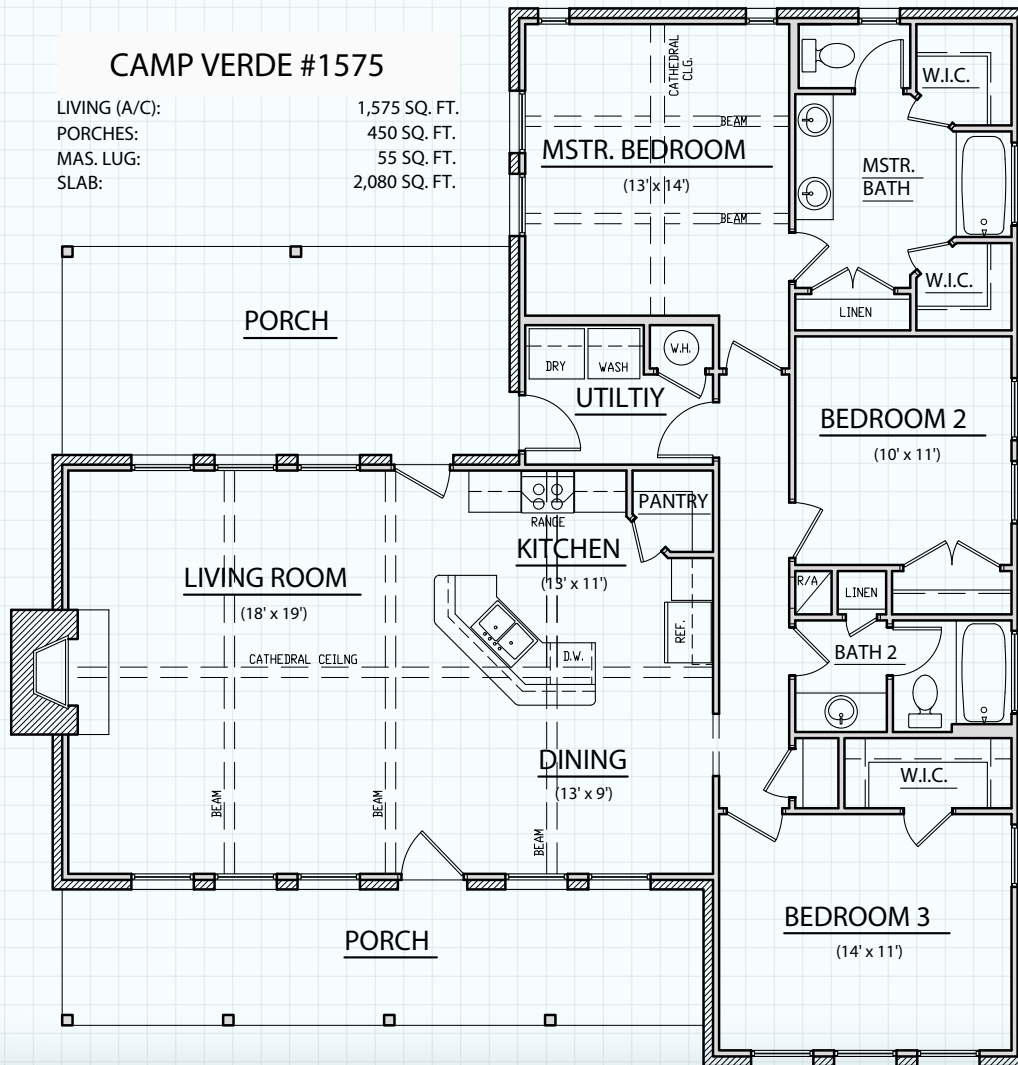 CAMP VERDE #1575
LIVING (A/C): 1,575 SQ. FT.
PORCHES: 450 SQ. FT.
MAS. LUG: 55 SQ. FT.
SLAB: 2,080 SQ. FT.
CATHEDRAL
CLG.
BEAM
MSTR. BEDROOM
(13' x 14')
BEAM
W.I.C.
MSTR.
BATH
W.I.C.
LINEN
PORCH
DRY
WASH
W.H.
UTILTIY
BEDROOM 2
(10' x 11')
PANTRY
RANGE
KITCHEN
(13' x 11')
LIVING ROOM
(18' x 19')
R/A
LINEN
REF.
D.W.
CATHEDRAL CEILNG
BATH 2
DINING
(13' x 9')
W.I.C.
BEAM
BEAM
BEAM
BEDROOM 3
(14' x 11')
PORCH